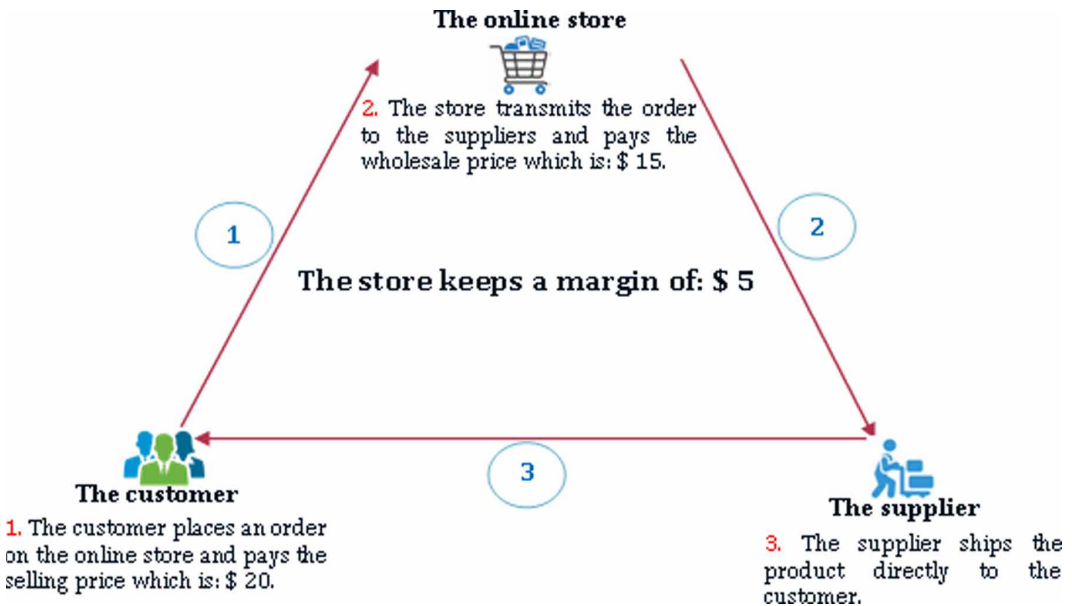 The online store
2. The store transmits the order
to the suppliers and pays the
wholesale price which is: $ 15.
1
2
The store keeps a margin of: $ 5
3
The customer
1. The customer places an order
on the online store and pays the
selling price which is: $ 20.
The supplier
3. The supplier ships the
product directly to the
customer.